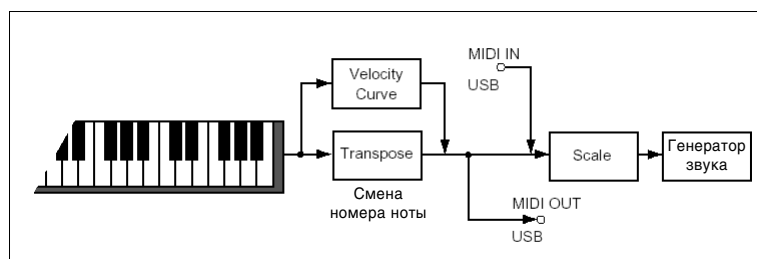 MIDI IN
USB
Velocity
Curve
Transpose
Scale
Генератор
звука
Смена
номера ноты
MIDI OUT
USB